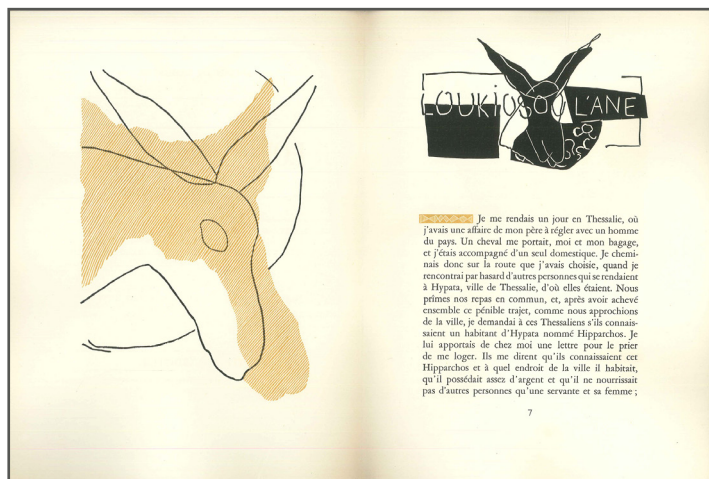 LOUKIOS OU L'ANE
Je me rendais un jour en Thessalie, où
j'avais une affaire de mon père à régler avec un homme
du pays. Un cheval me portait, moi et mon bagage,
et j'étais accompagné d'un seul domestique. Je chemi-
nais donc sur la route que j'avais choisie, quand je
rencontrai par hasard d'autres personnes qui se rendaient
à Hypata, ville de Thessalie, d'où elles étaient. Nous
prîmes nos repas en commun, et, après avoir achevé
ensemble ce pénible trajet, comme nous approchions
de la ville, je demandai à ces Thessaliens s'ils connais-
saient un habitant d'Hypata nommé Hipparchos. Je
lui apportais de chez moi une lettre pour le prier
de me loger. Ils me dirent qu'ils connaissaient cet
Hipparchos et à quel endroit de la ville il habitait,
qu'il possédait assez d'argent et qu'il ne nourrissait
pas d'autres personnes qu'une servante et sa femme ;
7